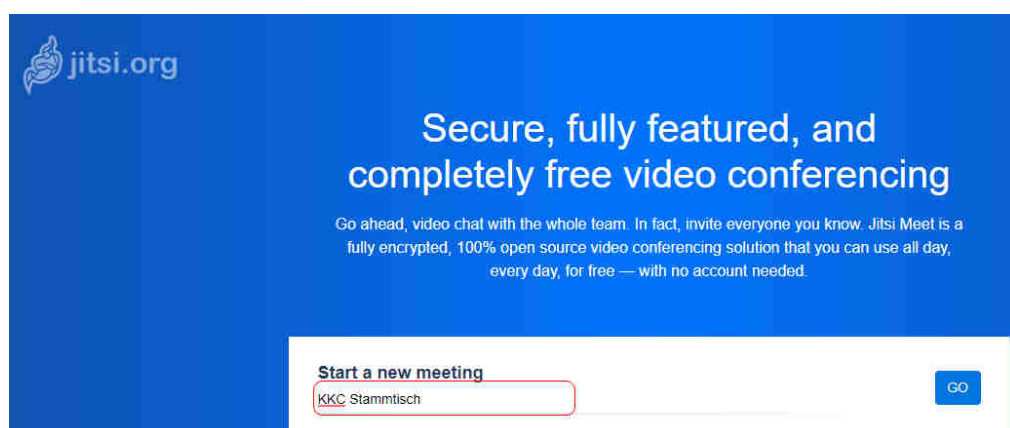 jitsi.org
Secure, fully featured, and
completely free video conferencing
Go ahead, video chat with the whole team. In fact, invite everyone you know. Jitsi Meet is a
fully encrypted, 100% open source video conferencing solution that you can use all day,
every day, for free — with no account needed.
Start a new meeting
KKC Stammtisch
GO